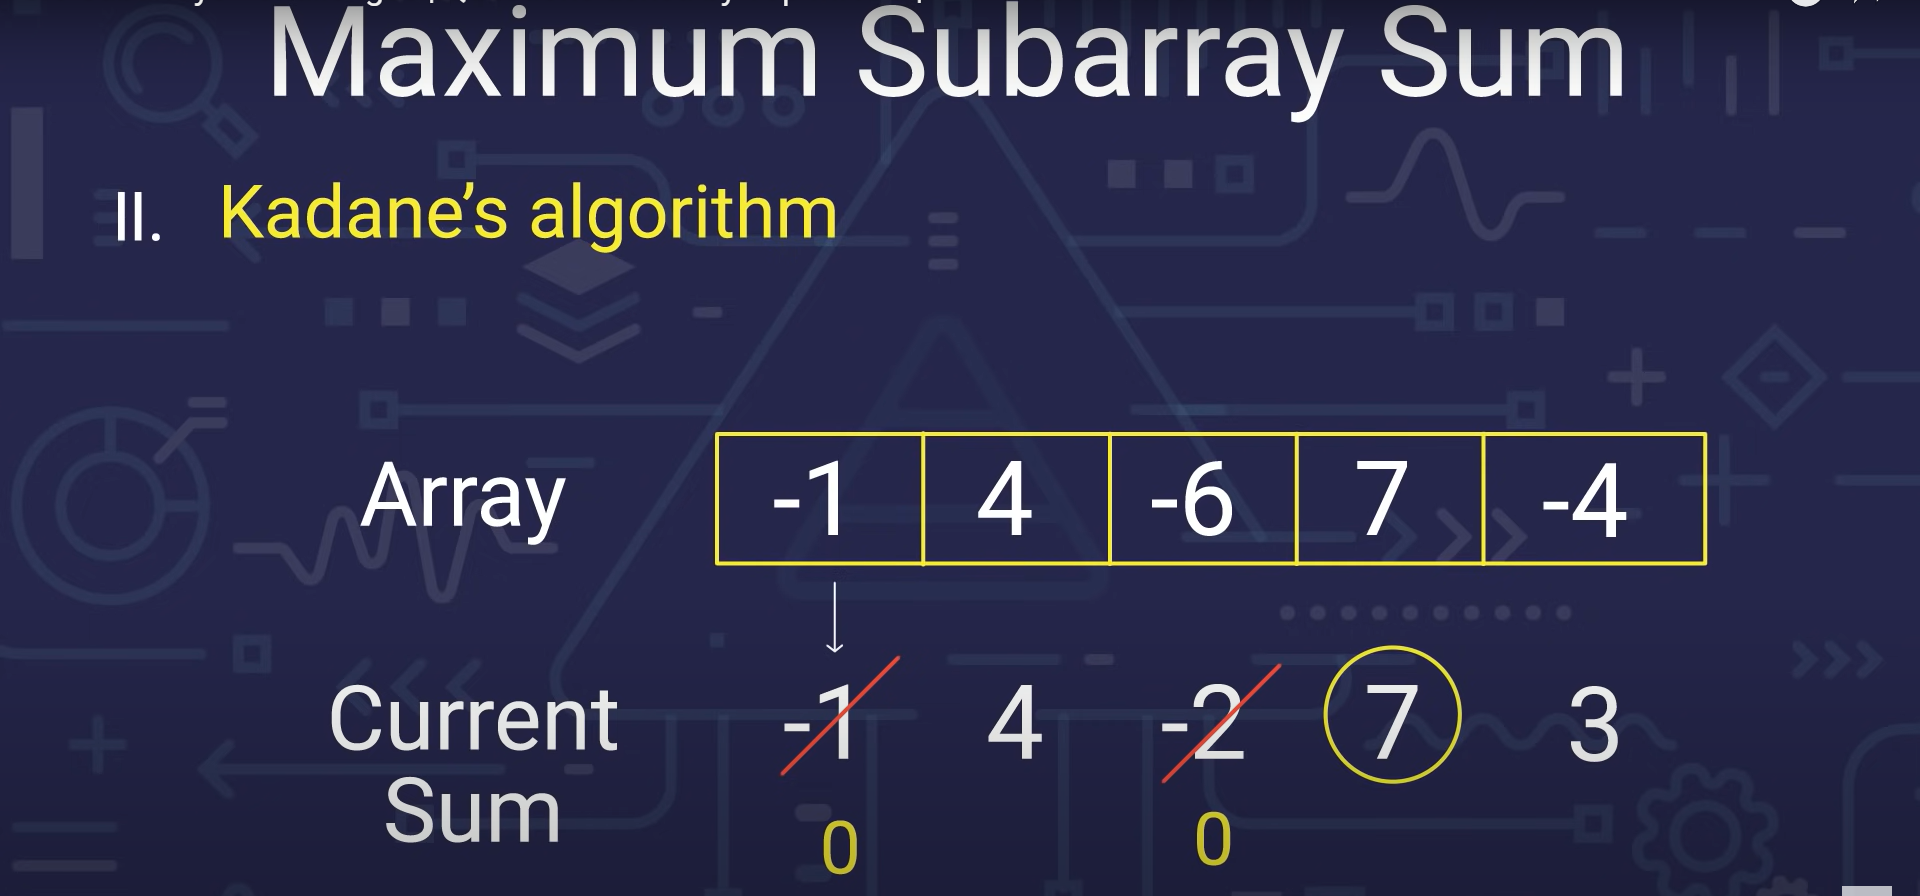 Maximum Subarray Sum
II. Kadane’s algorithm
Array -1 4 -6 7 -4
Current Sum -1 4 -2 7 3
0 0